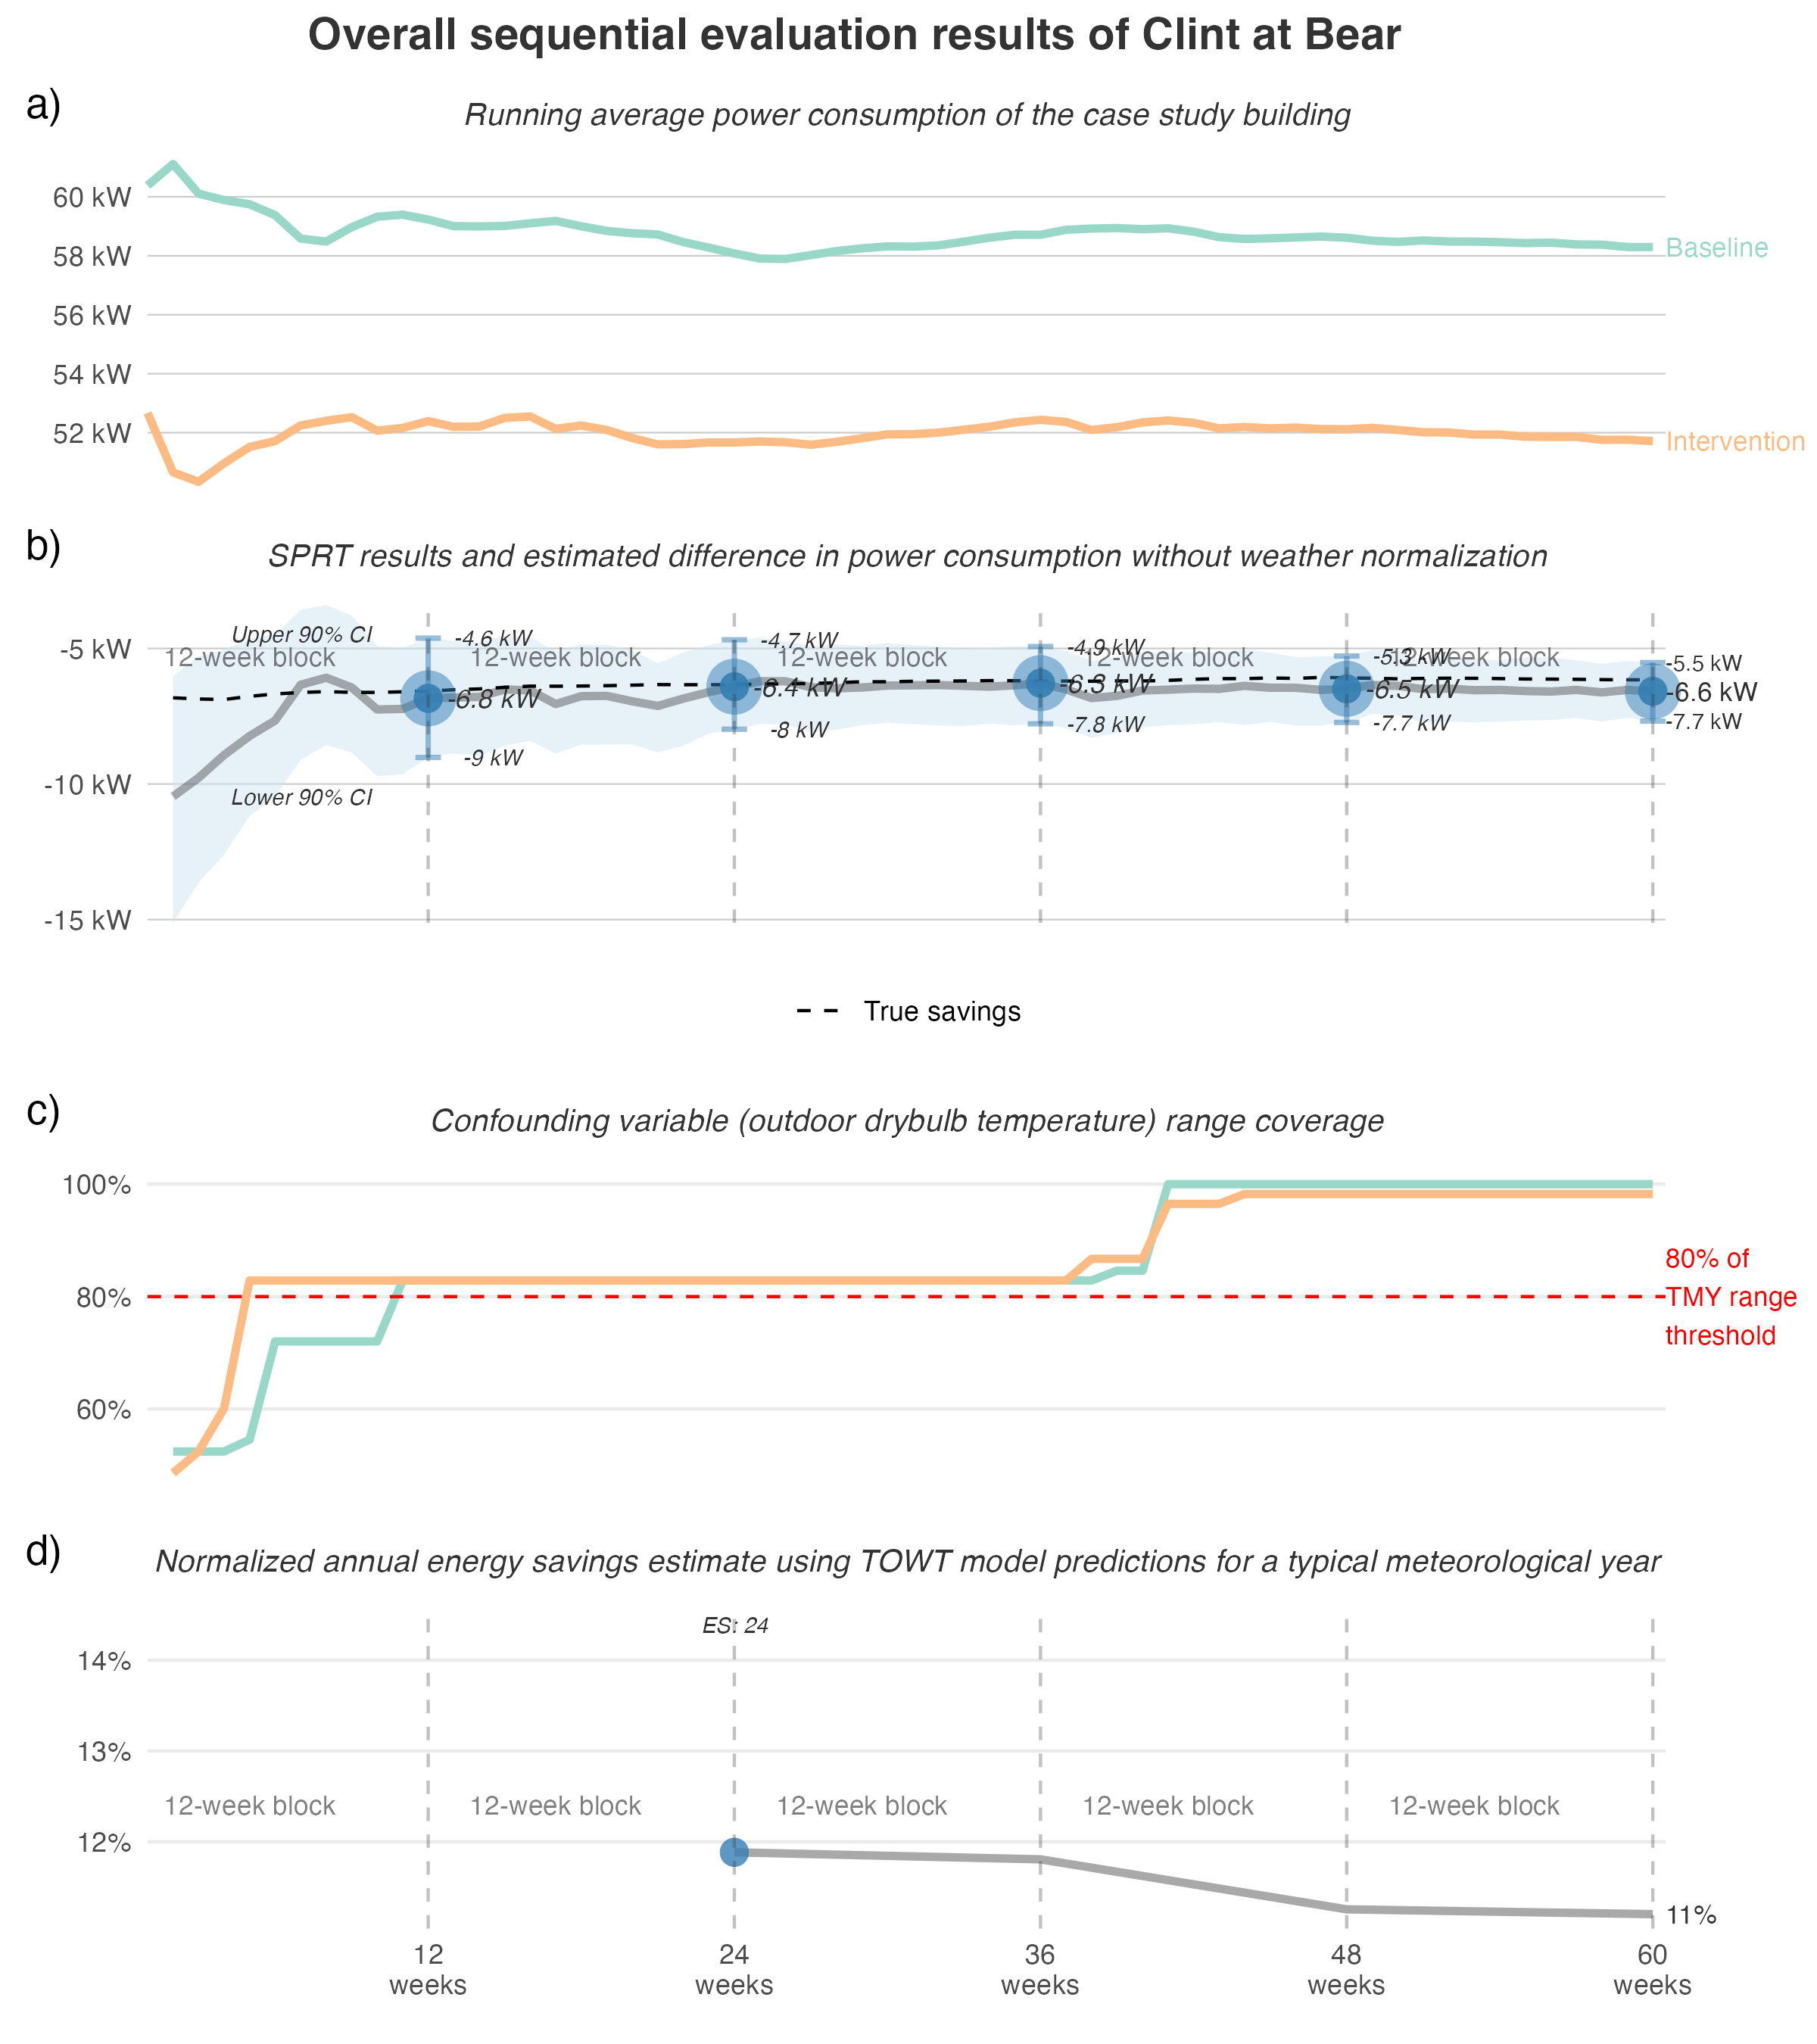 Overall sequential evaluation results of Clint at Bear
a)
Running average power consumption of the case study building
60 kW
58 kW
56 kW
54 kW
52 kW
Baseline
Intervention
b)
SPRT results and estimated difference in power consumption without weather normalization
-5 kW
-10 kW
-15 kW
Upper 90% CI
Lower 90% CI
12-week block
12-week block
12-week block
12-week block
12-week block
-4.6 kW
-6.8 kW
-9 kW
-4.7 kW
-6.4 kW
-8 kW
-4.9 kW
-6.3 kW
-7.8 kW
-5.3 kW
-6.5 kW
-7.7 kW
-5.5 kW
-6.6 kW
-7.7 kW
True savings
c)
Confounding variable (outdoor drybulb temperature) range coverage
100%
80%
60%
80% of
TMY range
threshold
d)
Normalized annual energy savings estimate using TOWT model predictions for a typical meteorological year
ES: 24
14%
13%
12%
12-week block
12-week block
12-week block
12-week block
12-week block
11%
12
weeks
24
weeks
36
weeks
48
weeks
60
weeks